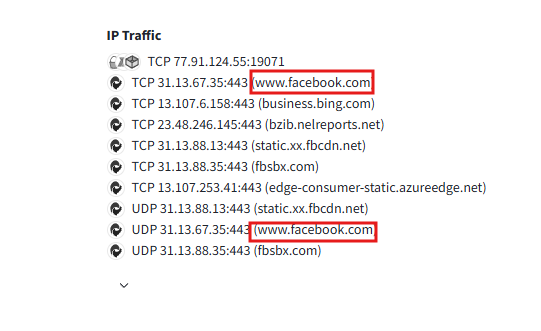 IP Traffic
TCP 77.91.124.55:19071
TCP 31.13.67.35:443 (www.facebook.com)
TCP 13.107.6.158:443 (business.bing.com)
TCP 23.48.246.145:443 (bzib.nelreports.net)
TCP 31.13.88.13:443 (static.xx.fbcdn.net)
TCP 31.13.88.35:443 (fbsbx.com)
TCP 13.107.253.41:443 (edge-consumer-static.azureedge.net)
UDP 31.13.88.13:443 (static.xx.fbcdn.net)
UDP 31.13.67.35:443 (www.facebook.com)
UDP 31.13.88.35:443 (fbsbx.com)